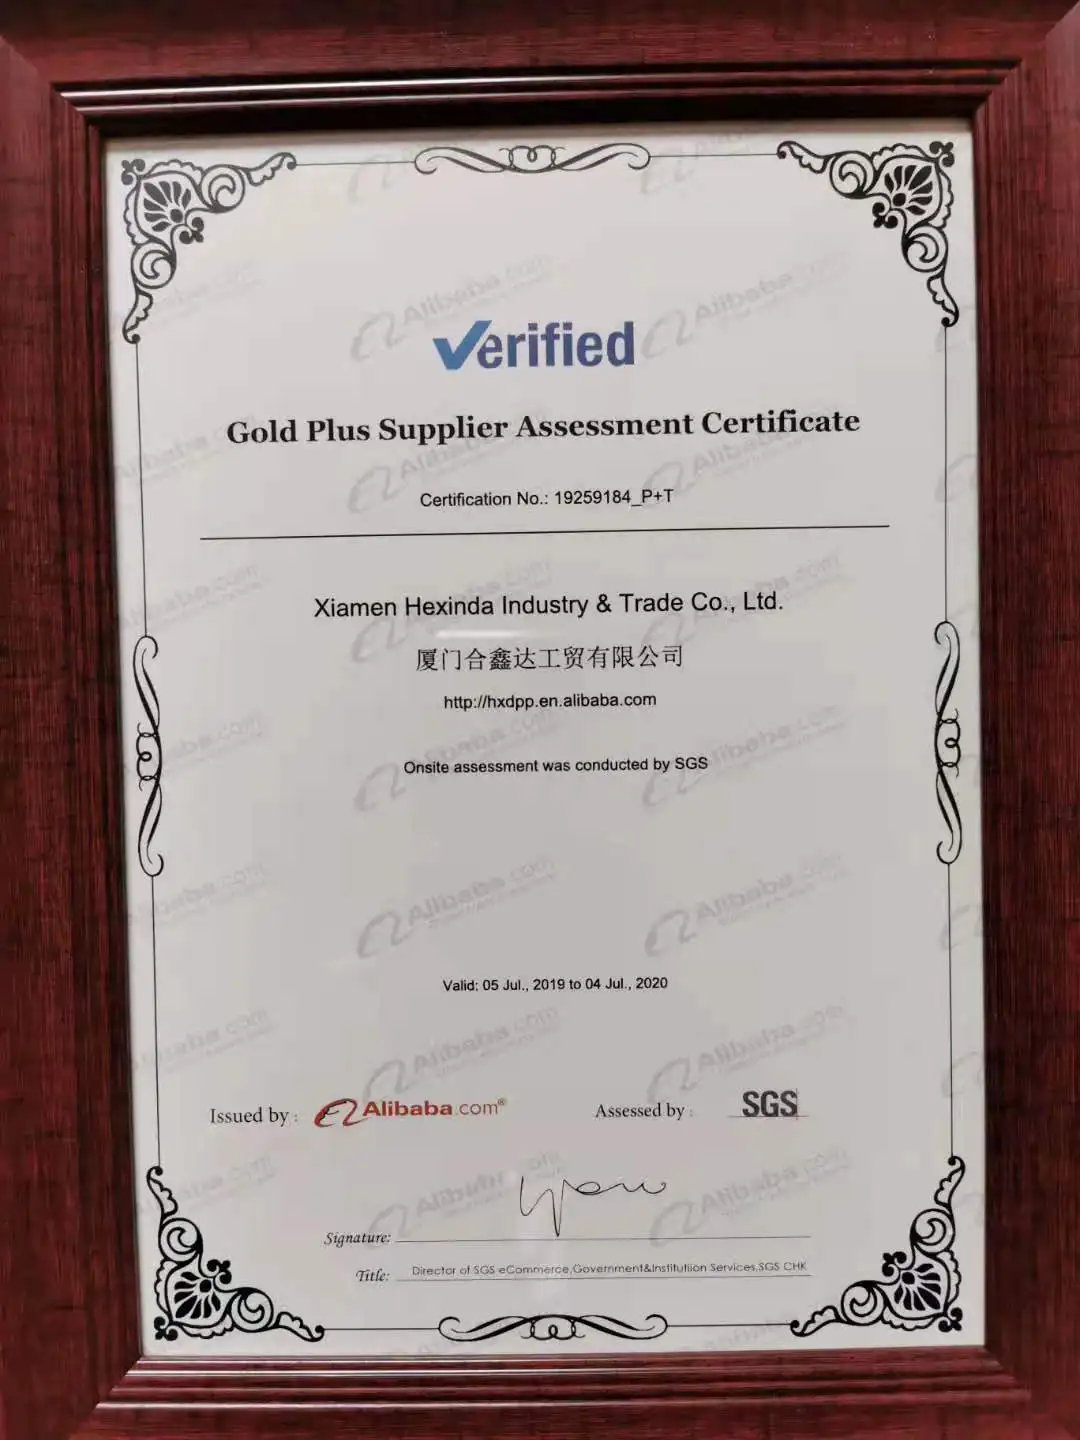 Verified
Gold Plus Supplier Assessment Certificate
Certification No.: 19259184_P+T
Xiamen Hexinda Industry & Trade Co., Ltd.
厦门合鑫达工贸有限公司
http://hxdpp.en.alibaba.com
Onsite assessment was conducted by SGS
Valid: 05 Jul., 2019 to 04 Jul., 2020
Issued by : Alibaba.com® Assessed by : SGS
Signature:
Title: Director of SGS eCommerce,Government&Institutiion Services,SGS CHK